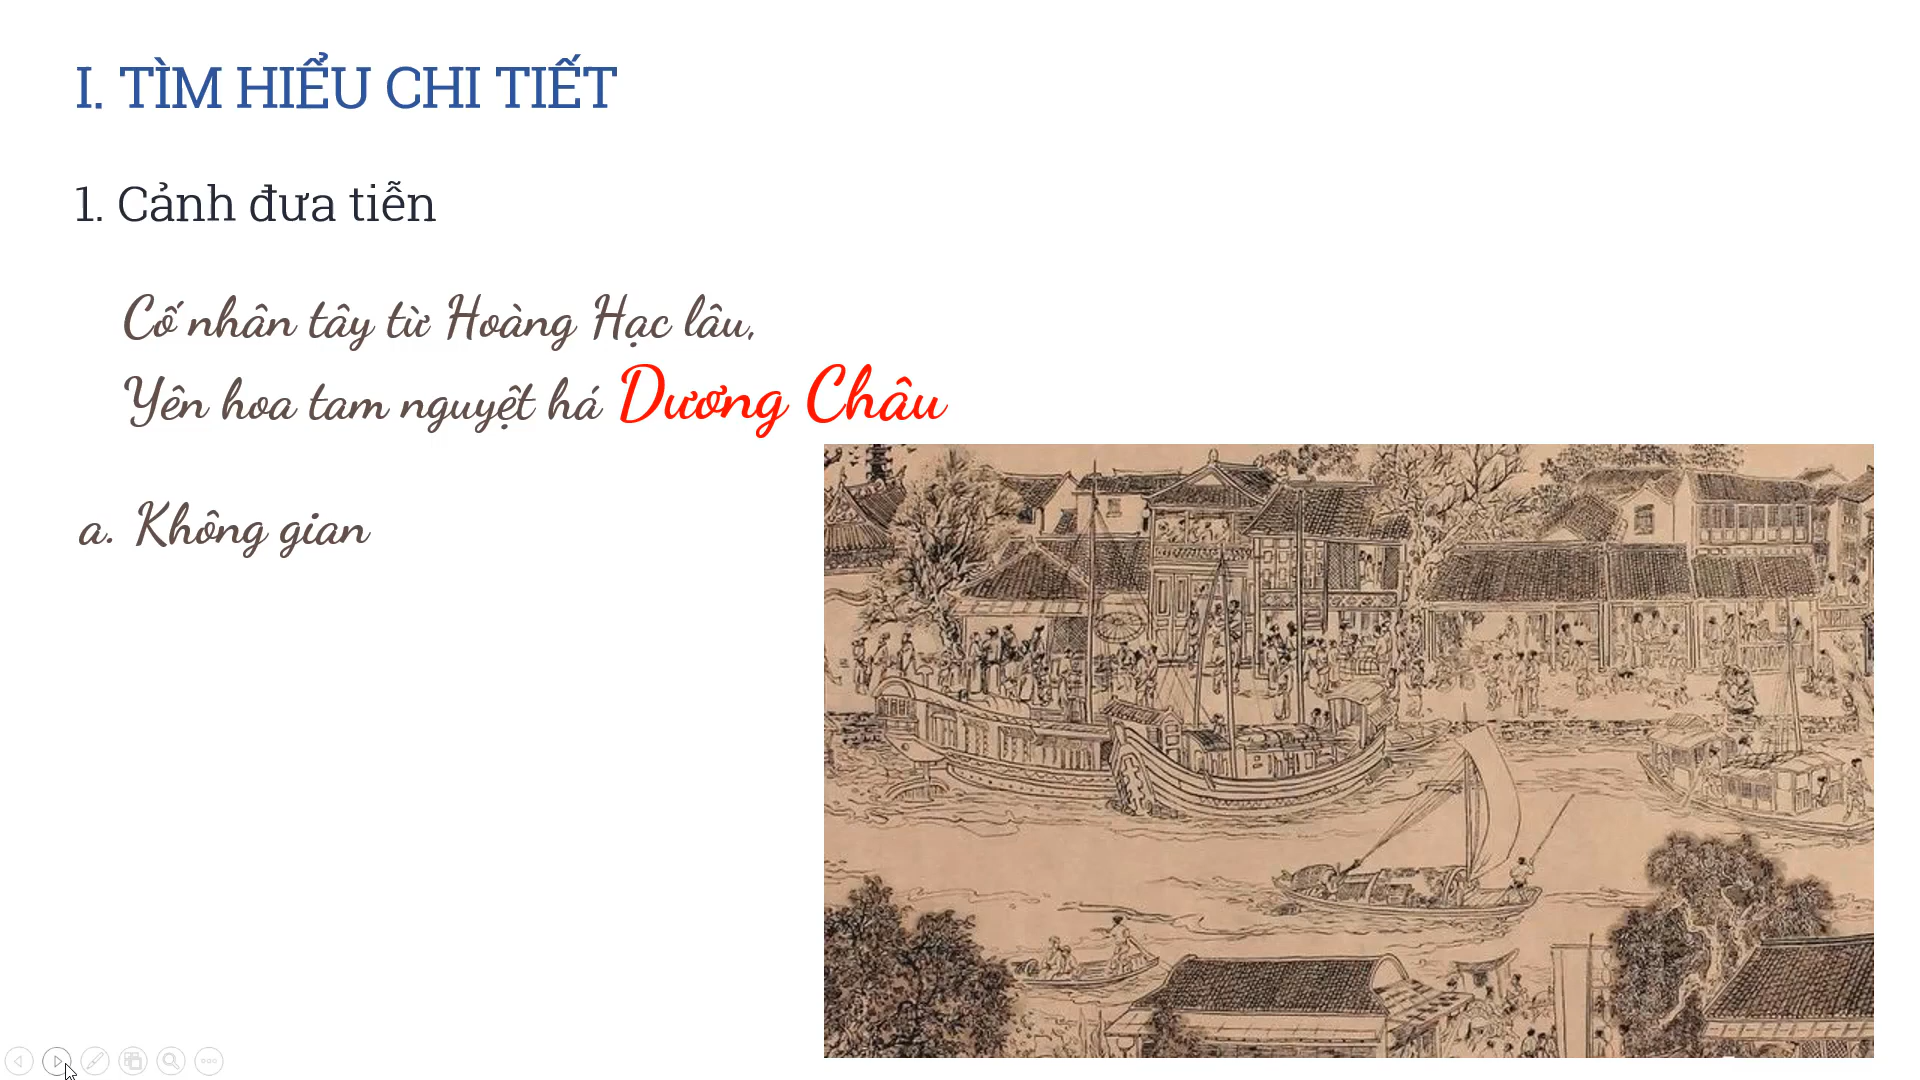 I. TÌM HIỂU CHI TIẾT
1. Cảnh đưa tiễn
Cố nhân tây từ Hoàng Hạc lâu,
Yên hoa tam nguyệt há Dương Châu
a. Không gian